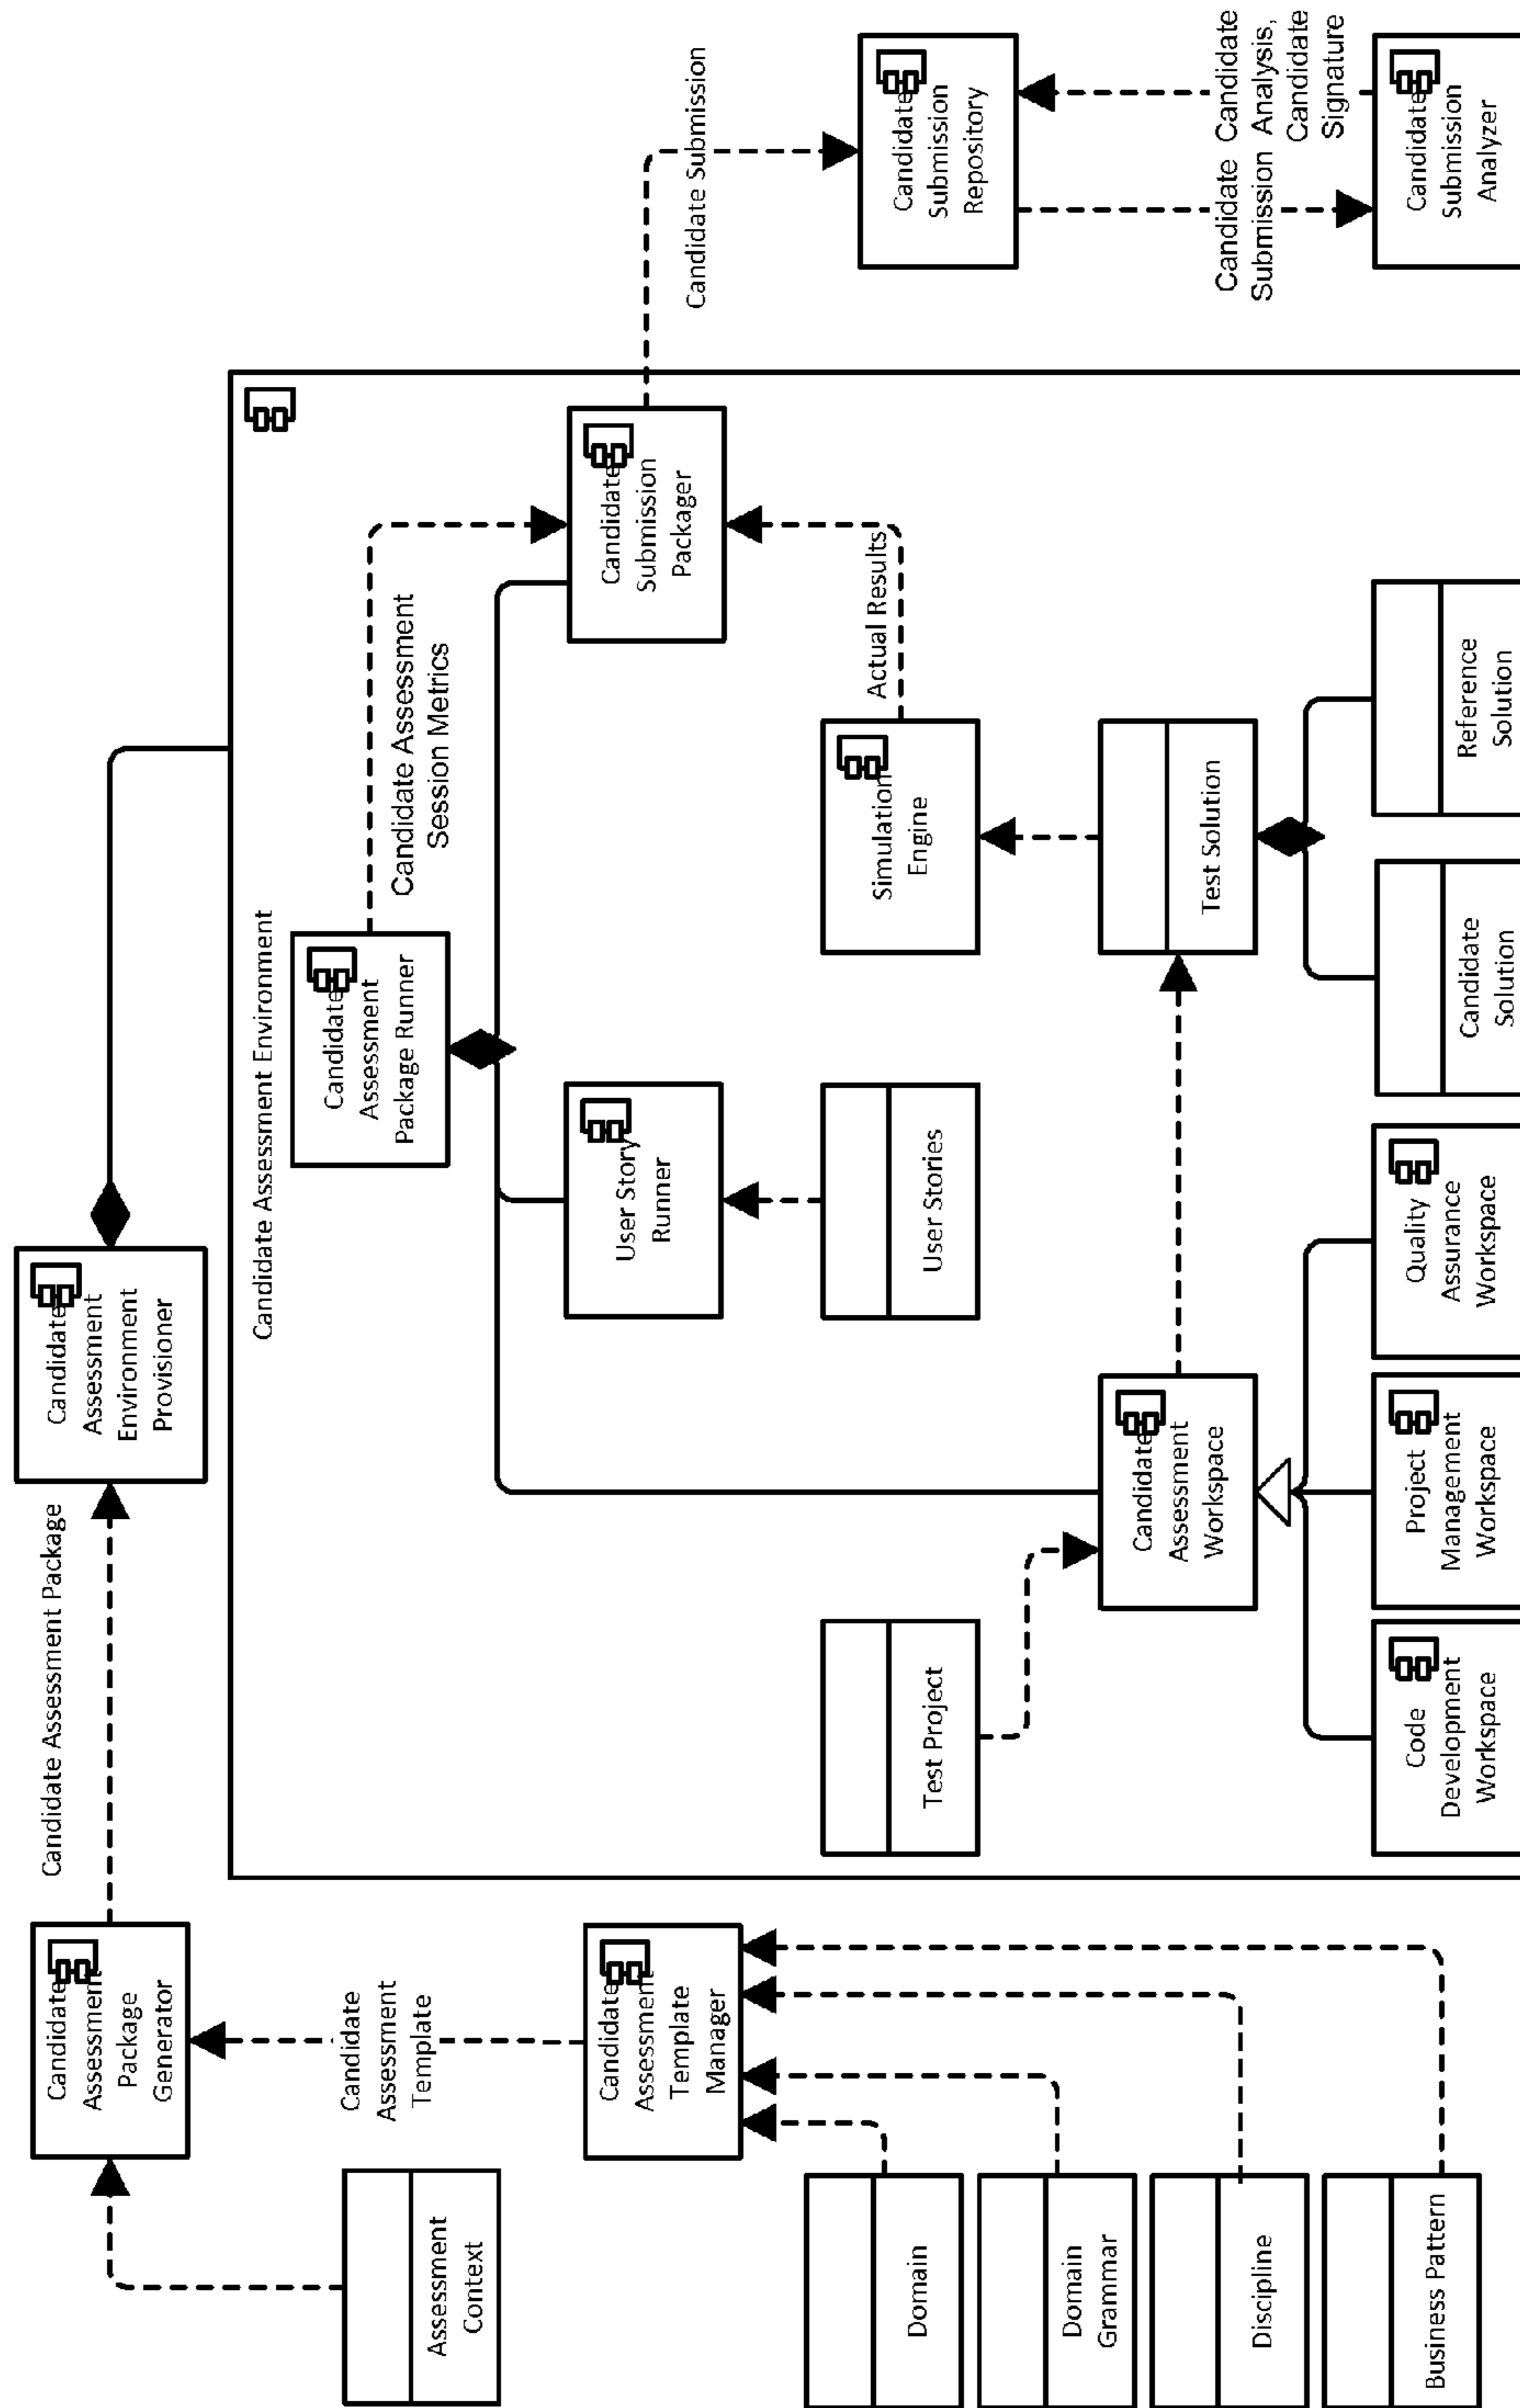 Candidate
Assessment
Package
Generator
Candidate Assessment Package
Candidate
Assessment
Environment
Provisioner
Assessment
Context
Candidate
Assessment
Template
Candidate
Assessment
Template
Manager
Domain
Domain
Grammar
Discipline
Business Pattern
Candidate Assessment Environment
Candidate
Assessment
Package Runner
Candidate Assessment
Session Metrics
User Story
Runner
Candidate
Submission
Packager
Candidate Submission
Test Project
User Stories
Simulation
Engine
Actual Results
Candidate
Submission
Repository
Candidate
Assessment
Workspace
Test Solution
Candidate
Submission
Candidate
Submission
Analysis,
Candidate
Signature
Code
Development
Workspace
Project
Management
Workspace
Quality
Assurance
Workspace
Candidate
Solution
Reference
Solution
Candidate
Submission
Analyzer